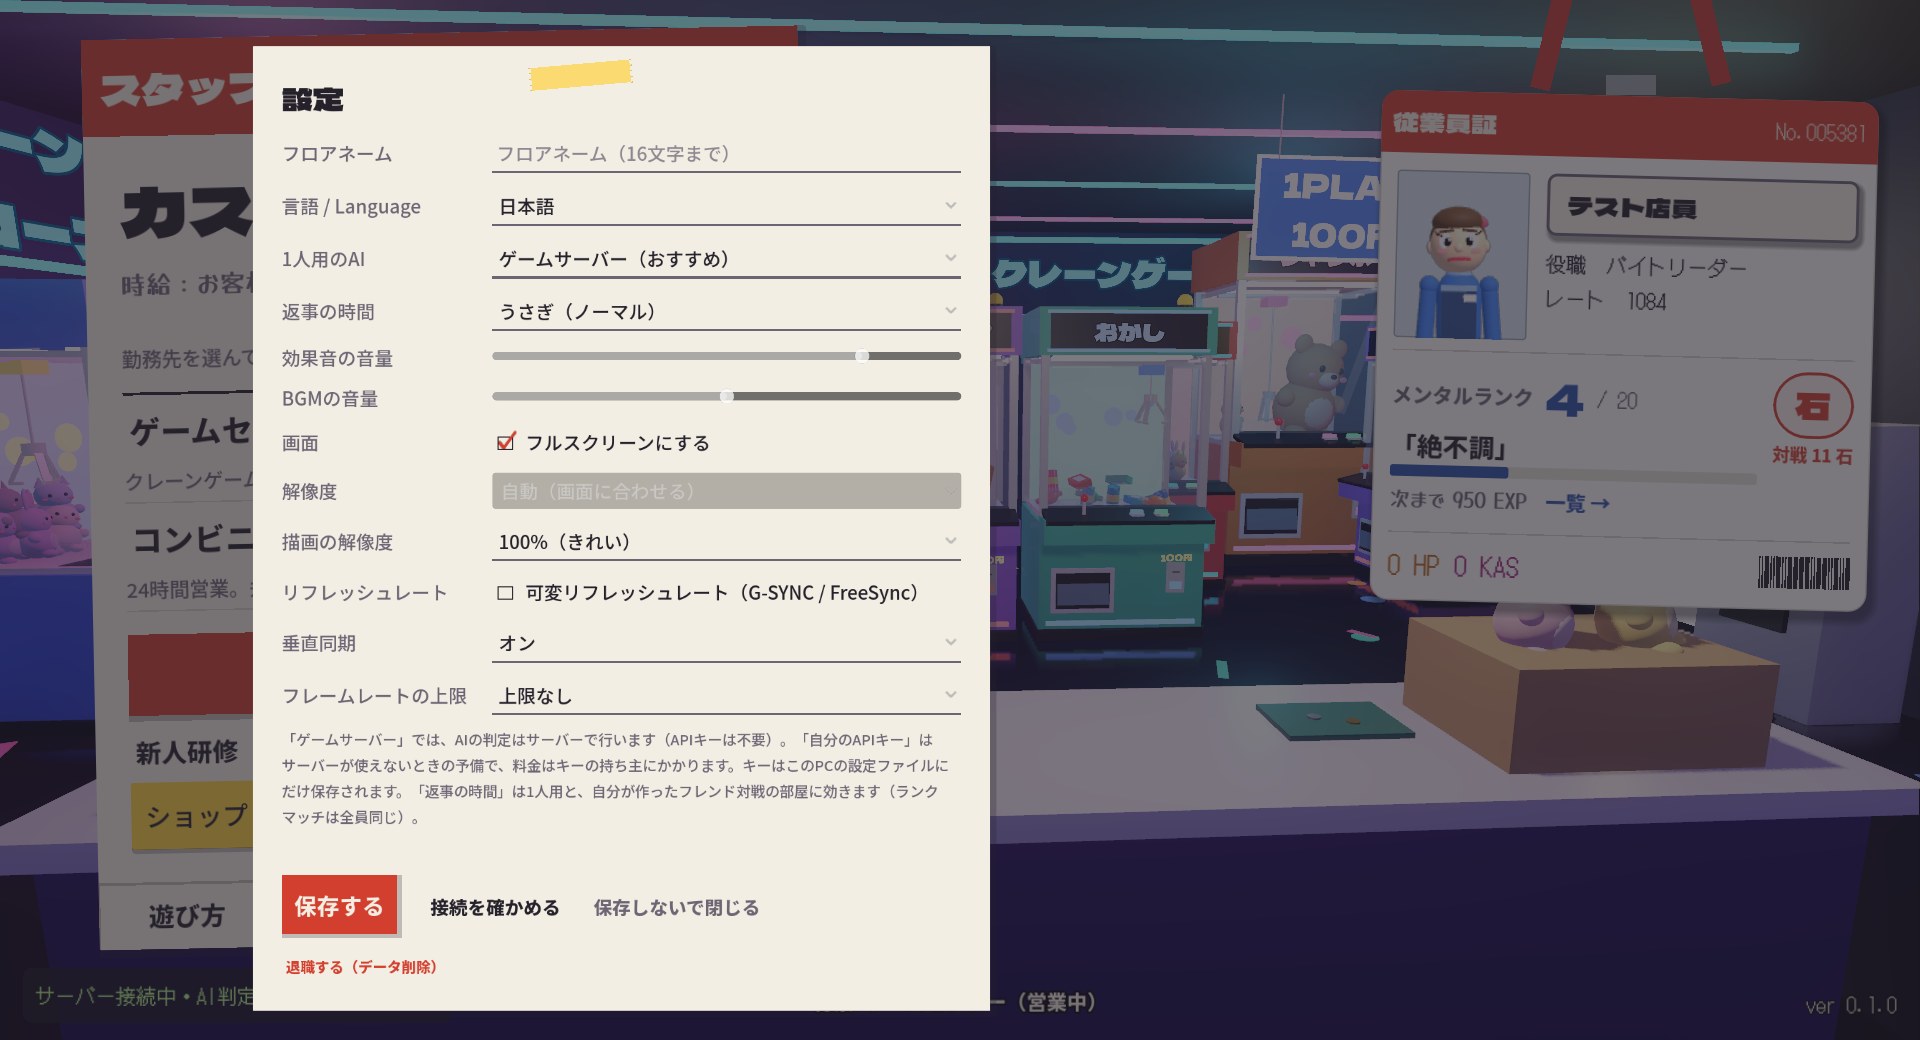 スタッフ
カス
時給：お客様
勤務先を選んで
ゲームセ
クレーンゲーム
コンビニ
24時間営業。
新人研修
ショップ
遊び方
サーバー接続中・AI判定
設定
フロアネーム
フロアネーム（16文字まで）
言語 / Language
日本語
1人用のAI
ゲームサーバー（おすすめ）
返事の時間
うさぎ（ノーマル）
効果音の音量
BGMの音量
画面
フルスクリーンにする
解像度
自動（画面に合わせる）
描画の解像度
100%（きれい）
リフレッシュレート
可変リフレッシュレート（G-SYNC / FreeSync）
垂直同期
オン
フレームレートの上限
上限なし
「ゲームサーバー」では、AIの判定はサーバーで行います（APIキーは不要）。「自分のAPIキー」は
サーバーが使えないときの予備で、料金はキーの持ち主にかかります。キーはこのPCの設定ファイルに
だけ保存されます。「返事の時間」は1人用と、自分が作ったフレンド対戦の部屋に効きます（ランク
マッチは全員同じ）。
保存する
接続を確かめる
保存しないで閉じる
退職する（データ削除）
ー（営業中）
クレーンゲー
おかし
100円
1PLA
100F
従業員証
No. 005381
テスト店員
役職 バイトリーダー
レート 1084
メンタルランク 4 / 20
「絶不調」
石
対戦 11 石
次まで 950 EXP 一覧→
0 HP 0 KAS
ver 0.1.0